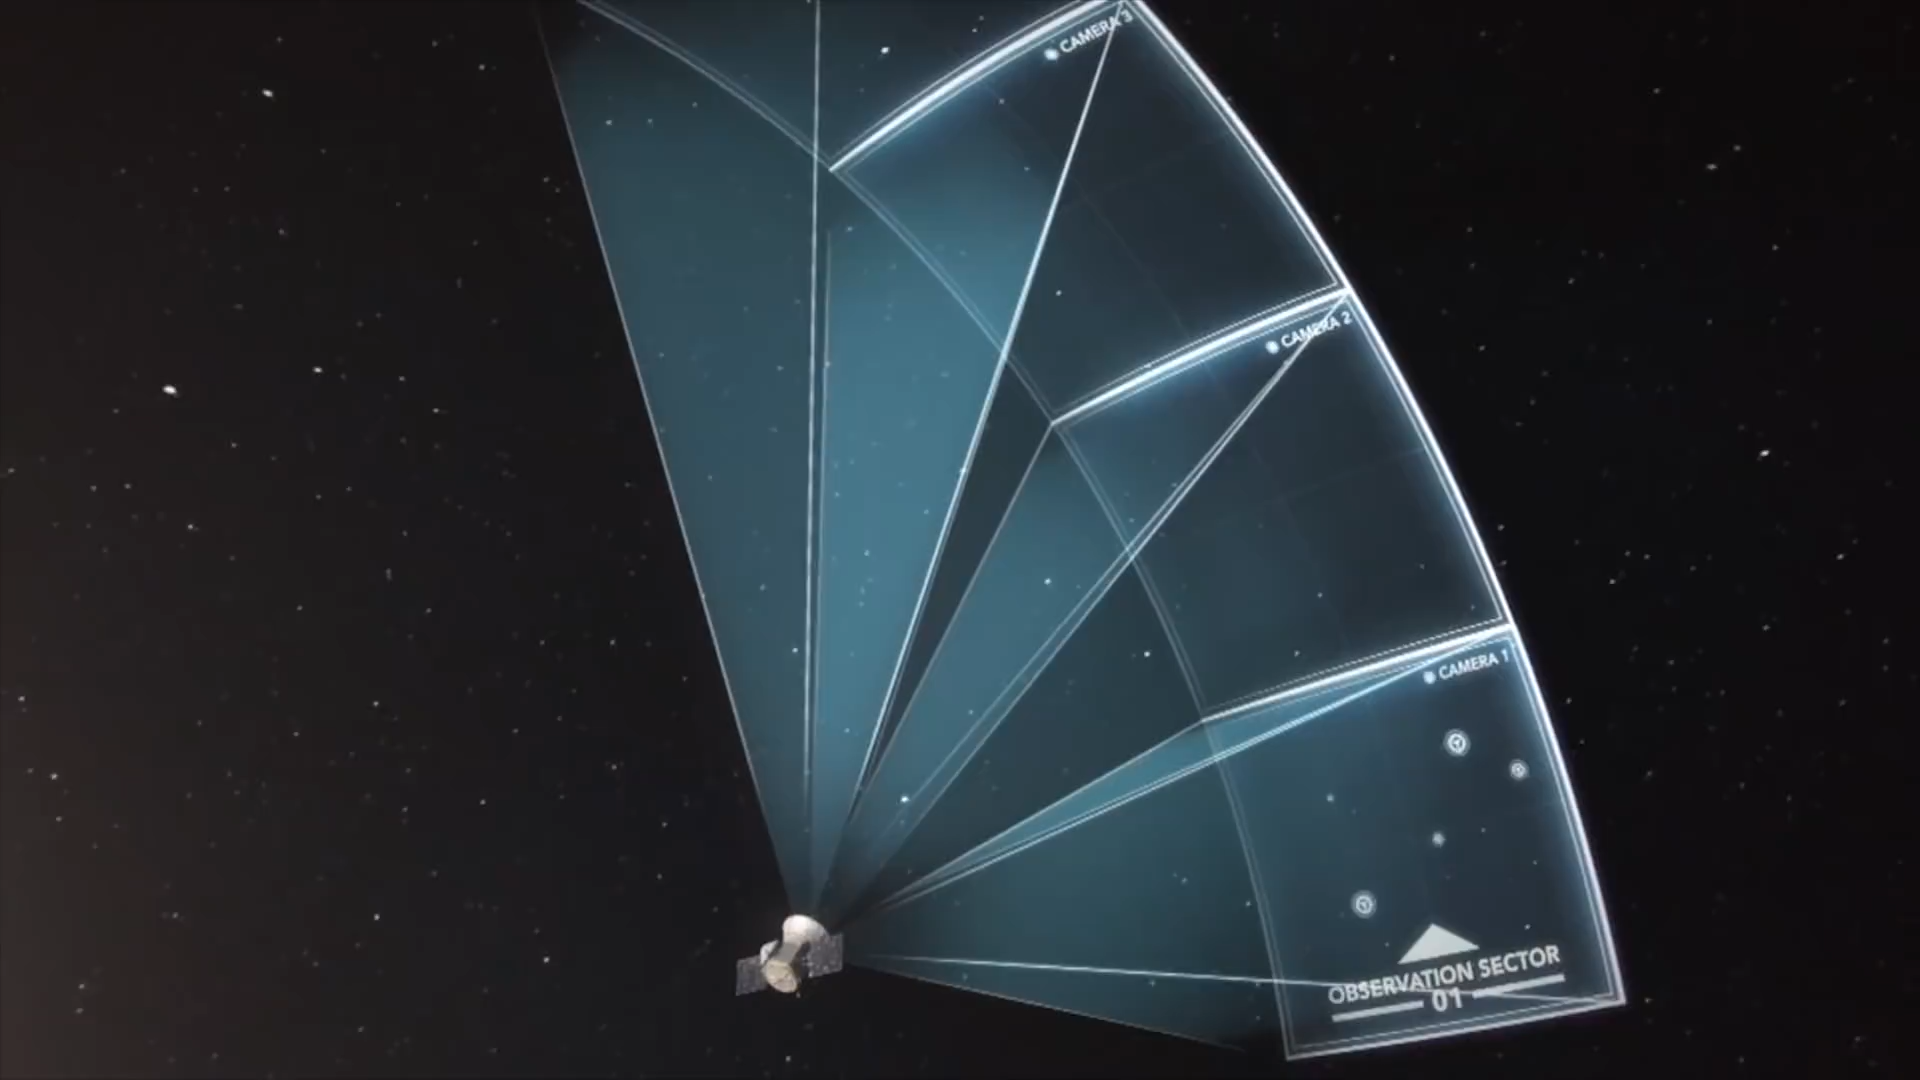 CAMERA 3
CAMERA 2
CAMERA 1
OBSERVATION SECTOR
01